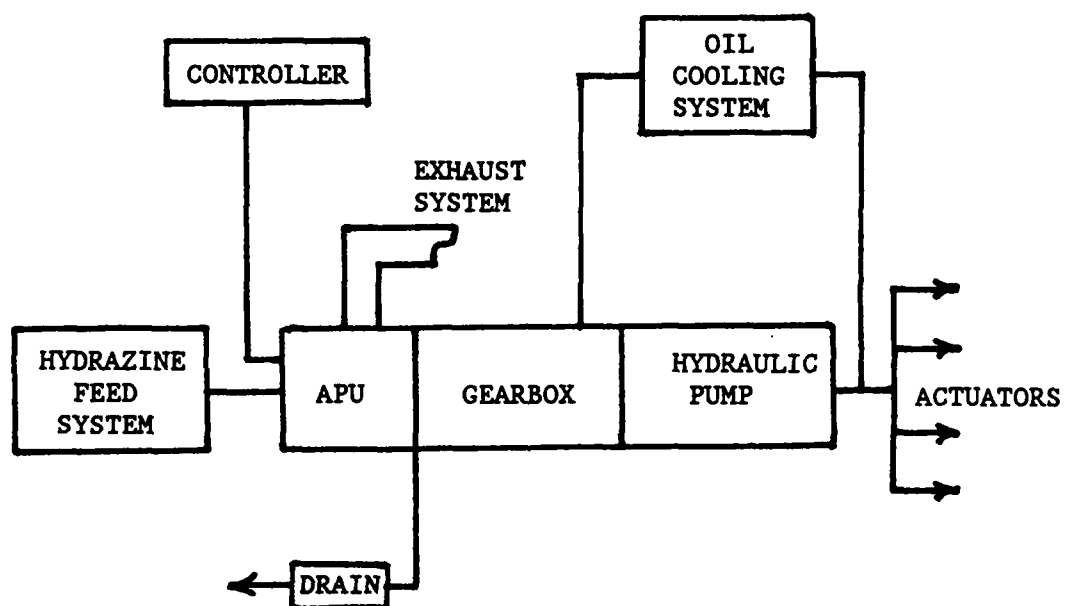 OIL
COOLING
SYSTEM
CONTROLLER
EXHAUST
SYSTEM
HYDRAZINE
FEED
SYSTEM
APU
GEARBOX
HYDRAULIC
PUMP
ACTUATORS
DRAIN